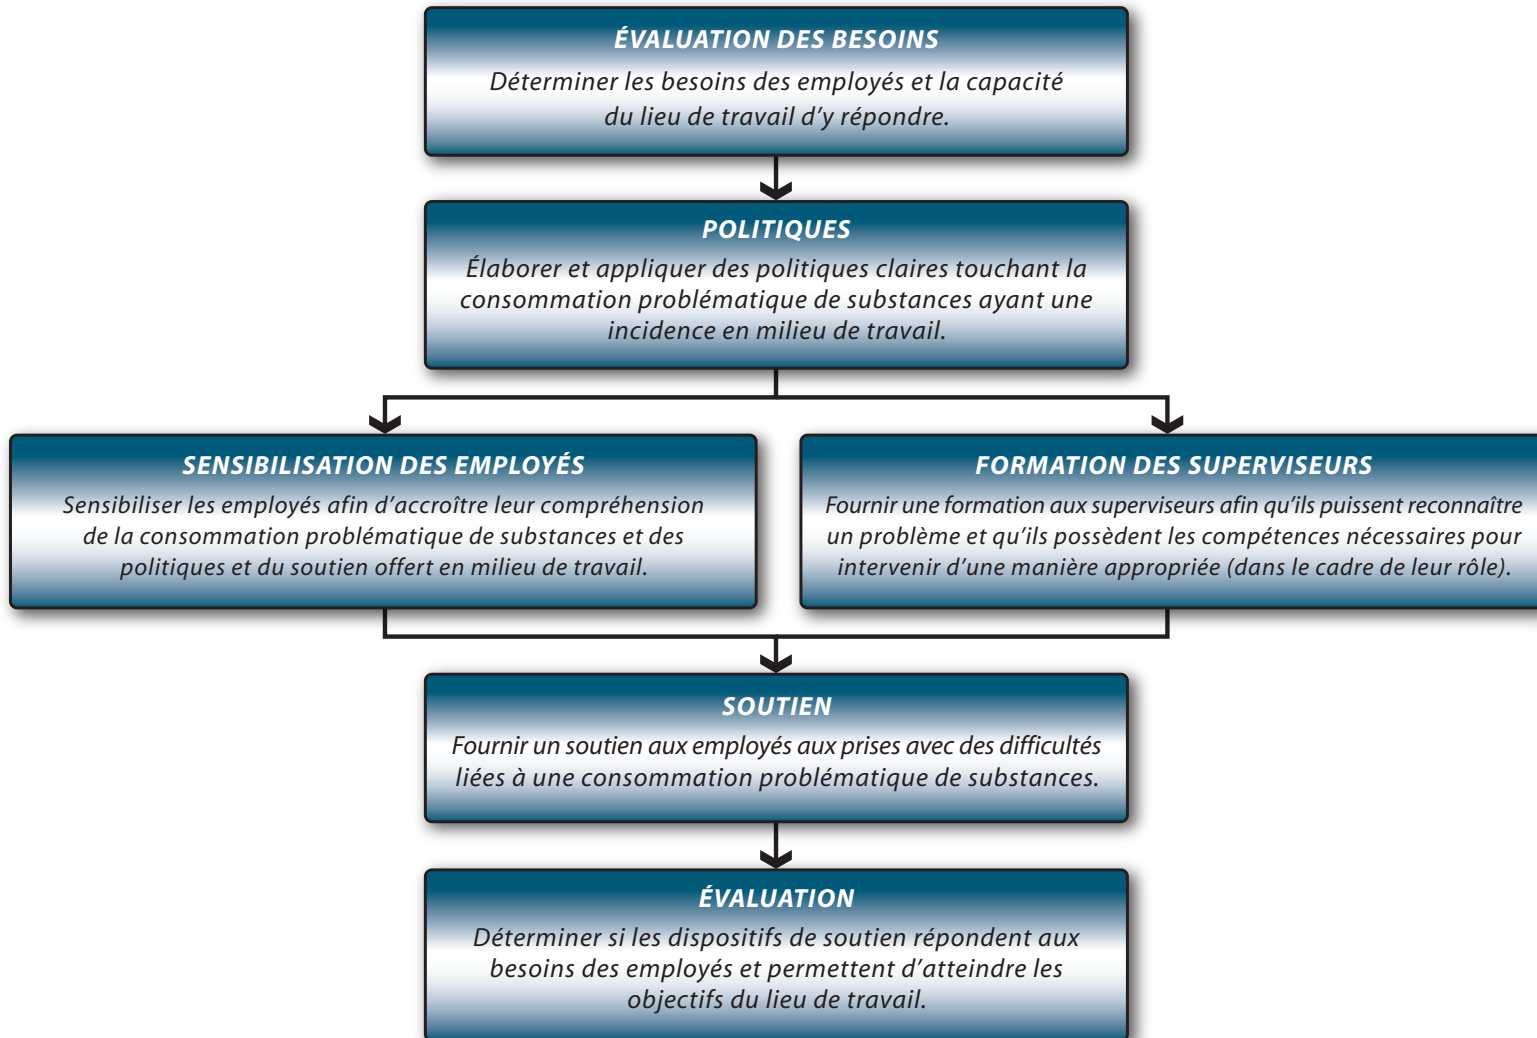 ÉVALUATION DES BESOINS
Déterminer les besoins des employés et la capacité
du lieu de travail d’y répondre.
POLITIQUES
Élaborer et appliquer des politiques claires touchant la
consommation problématique de substances ayant une
incidence en milieu de travail.
SENSIBILISATION DES EMPLOYÉS
Sensibiliser les employés afin d’accroître leur compréhension
de la consommation problématique de substances et des
politiques et du soutien offert en milieu de travail.
FORMATION DES SUPERVISEURS
Fournir une formation aux superviseurs afin qu’ils puissent reconnaître
un problème et qu’ils possèdent les compétences nécessaires pour
intervenir d’une manière appropriée (dans le cadre de leur rôle).
SOUTIEN
Fournir un soutien aux employés aux prises avec des difficultés
liées à une consommation problématique de substances.
ÉVALUATION
Déterminer si les dispositifs de soutien répondent aux
besoins des employés et permettent d’atteindre les
objectifs du lieu de travail.